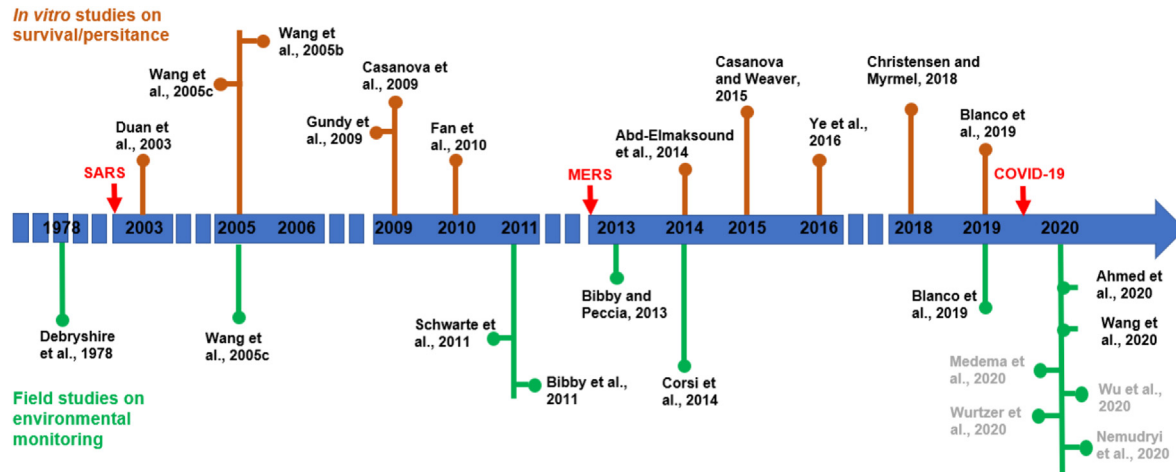 In vitro studies on
survival/persitance
Wang et
al., 2005b
Wang et
al., 2005c
Duan et
al., 2003
SARS
Casanova et
al., 2009
Gundy et
al., 2009
Fan et
al., 2010
MERS
Abd-Elmaksound
et al., 2014
Casanova
and Weaver,
2015
Ye et al.,
2016
Christensen and
Myrmel, 2018
Blanco et
al., 2019
COVID-19
1978 2003 2005 2006 2009 2010 2011 2013 2014 2015 2016 2018 2019 2020
Debryshire
et al., 1978
Wang et
al., 2005c
Schwarte et
al., 2011
Bibby et al.,
2011
Bibby and
Peccia, 2013
Corsi et
al., 2014
Blanco et
al., 2019
Ahmed et
al., 2020
Wang et
al., 2020
Medema et
al., 2020
Wu et al.,
2020
Wurtzer et
al., 2020
Nemudryi
et al., 2020
Field studies on
environmental
monitoring